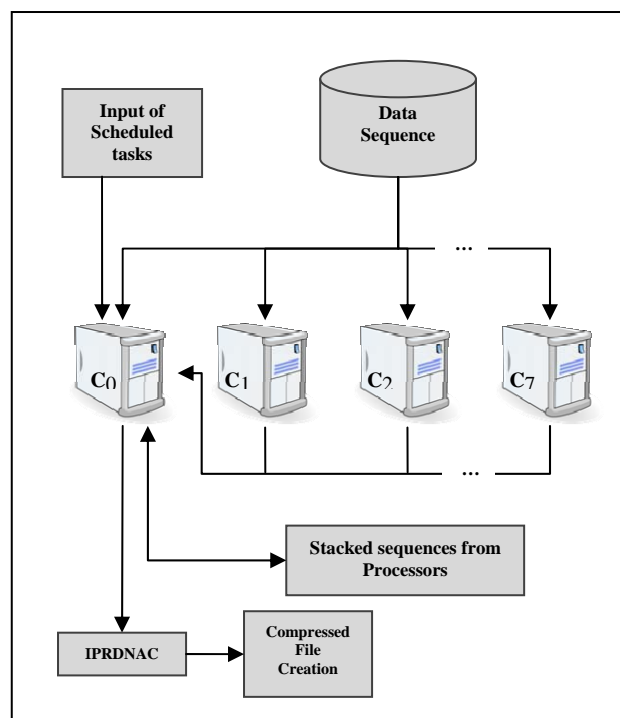 Input of
Scheduled
tasks
Data
Sequence
...
C0
C1
C2
C7
...
Stacked sequences from
Processors
IPRDNAC
Compressed
File
Creation